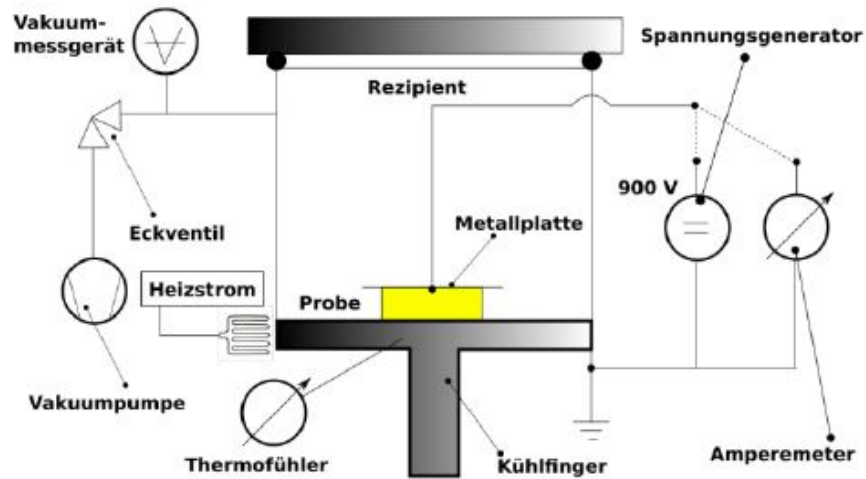 Vakuum-
messgerät
Spannungsgenerator
Rezipient
900 V
Eckventil
Metallplatte
Heizstrom
Probe
Vakuumpumpe
Thermofühler
Kühlfinger
Amperemeter